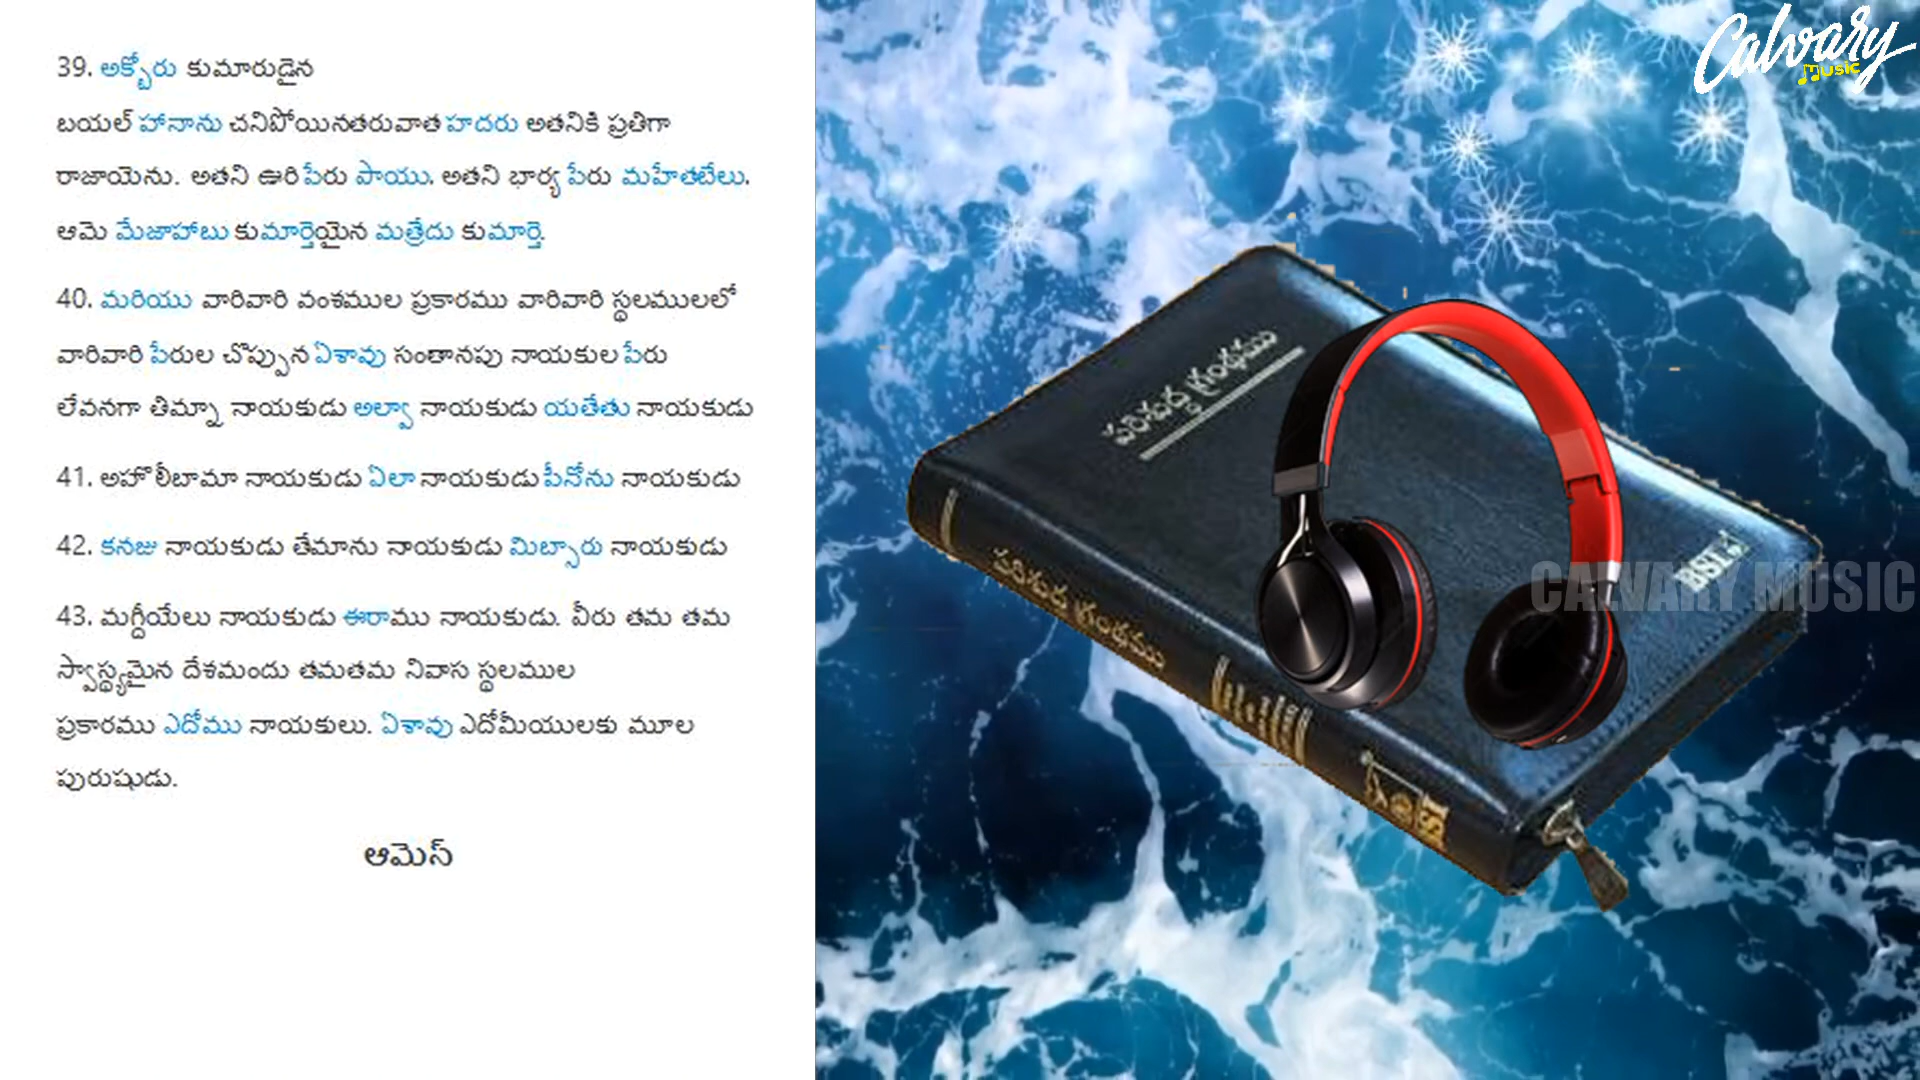 39. అక్బోరు కుమారుడైన
బయల్ హానాను చనిపోయినతరువాత హదరు అతనికి ప్రతిగా
రాజాయెను. అతని ఊరి పేరు పాయు. అతని భార్య పేరు మహేతబేలు.
ఆమె మేజాహాబు కుమార్తెయైన మత్రేదు కుమార్తె.
40. మరియు వారివారి వంశముల ప్రకారము వారివారి స్థలములలో
వారివారి పేరుల చొప్పున ఏశావు సంతానపు నాయకుల పేరు
లేవనగా తిమ్నా నాయకుడు అల్వా నాయకుడు యతేతు నాయకుడు
41. అహొలీబామా నాయకుడు ఏలా నాయకుడు పీనోను నాయకుడు
42. కనజు నాయకుడు తేమాను నాయకుడు మిబ్సారు నాయకుడు
43. మగ్దీయేలు నాయకుడు ఈరాము నాయకుడు. వీరు తమ తమ
స్వాస్థ్యమైన దేశమందు తమతమ నివాస స్థలముల
ప్రకారము ఎదోము నాయకులు. ఏశావు ఎదోమీయులకు మూల
పురుషుడు.
ఆమెస్
Calvary
Music
పరిశుద్ధ గ్రంథము
BSI
పరిశుద్ధ గ్రంథము
BSI
CALVARY MUSIC